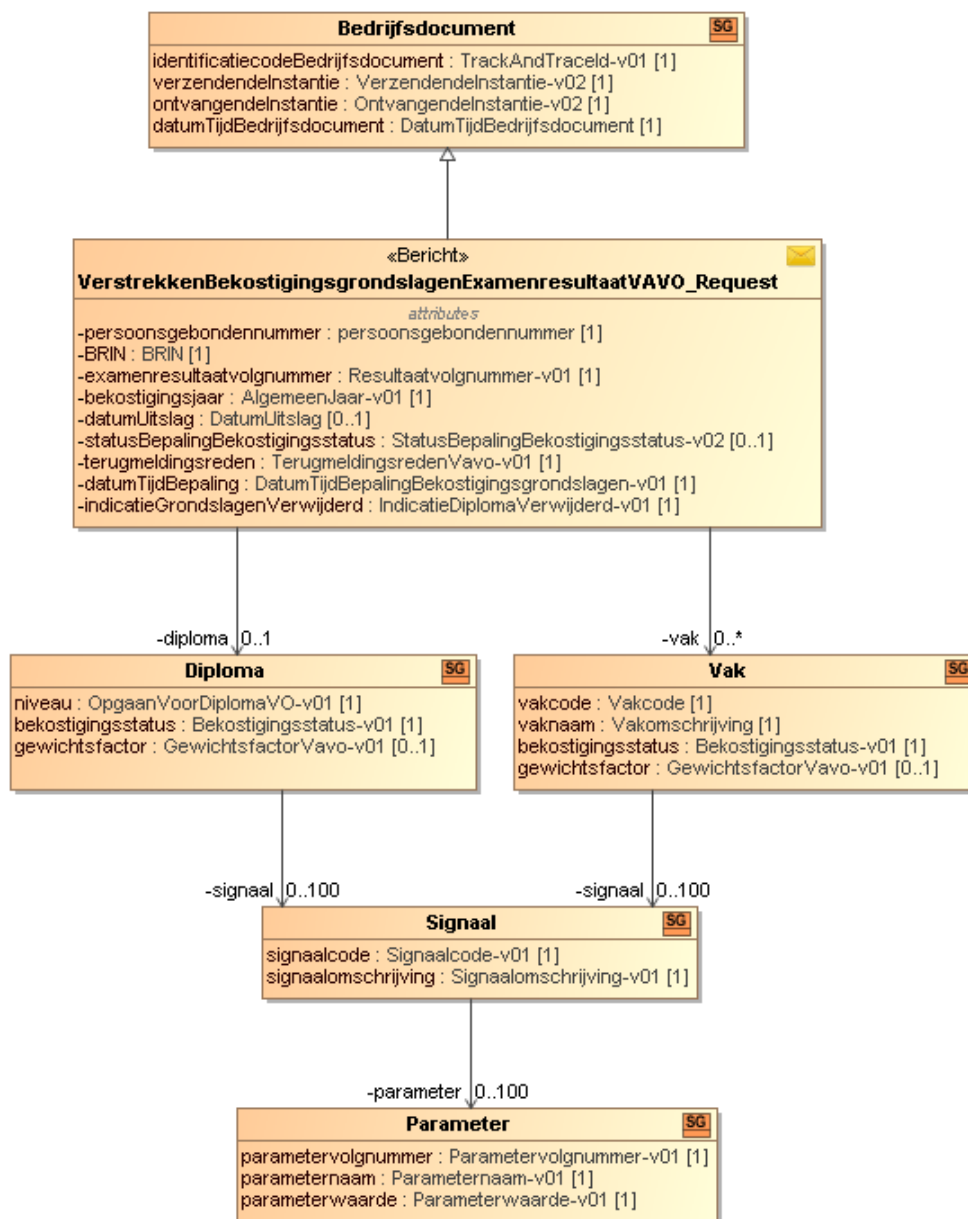 Bedrijfsdocument SG
identificatiecodeBedrijfsdocument : TrackAndTraceId-v01 [1]
verzendendeInstantie : VerzendendeInstantie-v02 [1]
ontvangendeInstantie : OntvangendeInstantie-v02 [1]
datumTijdBedrijfsdocument : DatumTijdBedrijfsdocument [1]
«Bericht»
VerstrekkenBekostigingsgrondslagenExamenresultaatVAVO_Request
attributes
-persoonsgebondennummer : persoonsgebondennummer [1]
-BRIN : BRIN [1]
-examenresultaatvolgnummer : Resultaatvolgnummer-v01 [1]
-bekostigingsjaar : AlgemeenJaar-v01 [1]
-datumUitslag : DatumUitslag [0..1]
-statusBepalingBekostigingsstatus : StatusBepalingBekostigingsstatus-v02 [0..1]
-terugmeldingsreden : TerugmeldingsredenVavo-v01 [1]
-datumTijdBepaling : DatumTijdBepalingBekostigingsgrondslagen-v01 [1]
-indicatieGrondslagenVerwijderd : IndicatieDiplomaVerwijderd-v01 [1]
-diploma 0..1
-vak 0..*
Diploma SG
niveau : OpgaanVoorDiplomaVO-v01 [1]
bekostigingsstatus : Bekostigingsstatus-v01 [1]
gewichtsfactor : GewichtsfactorVavo-v01 [0..1]
Vak SG
vakcode : Vakcode [1]
vaknaam : Vakomschrijving [1]
bekostigingsstatus : Bekostigingsstatus-v01 [1]
gewichtsfactor : GewichtsfactorVavo-v01 [0..1]
-signaal 0..100
-signaal 0..100
Signaal SG
signaalcode : Signaalcode-v01 [1]
signaalomschrijving : Signaalomschrijving-v01 [1]
-parameter 0..100
Parameter SG
parametervolgnummer : Parametervolgnummer-v01 [1]
parameternaam : Parameternaam-v01 [1]
parameterwaarde : Parameterwaarde-v01 [1]